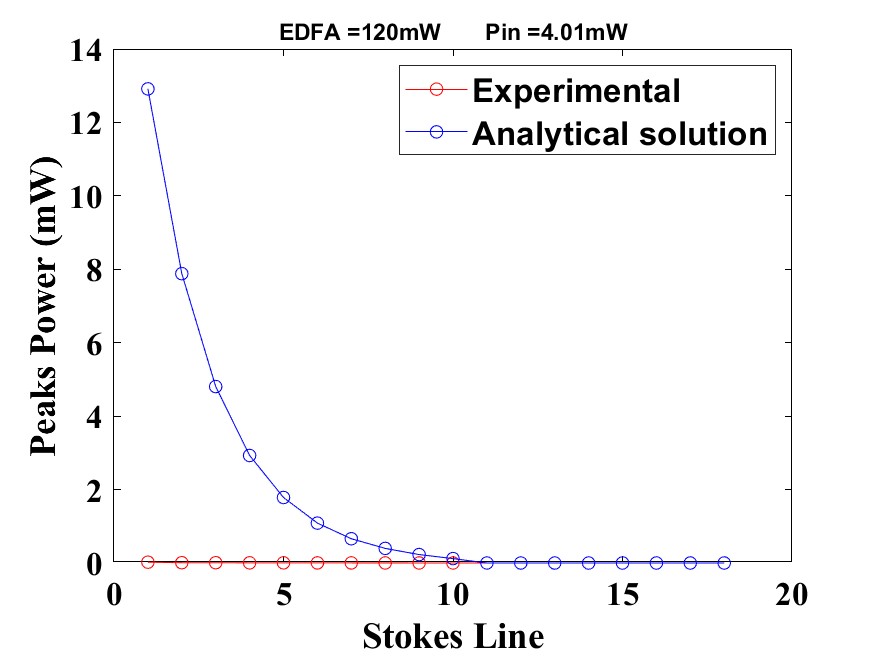 EDFA =120mW Pin =4.01mW
14
12
10
8
6
4
2
0
Peaks Power (mW)
Experimental
Analytical solution
0 5 10 15 20
Stokes Line